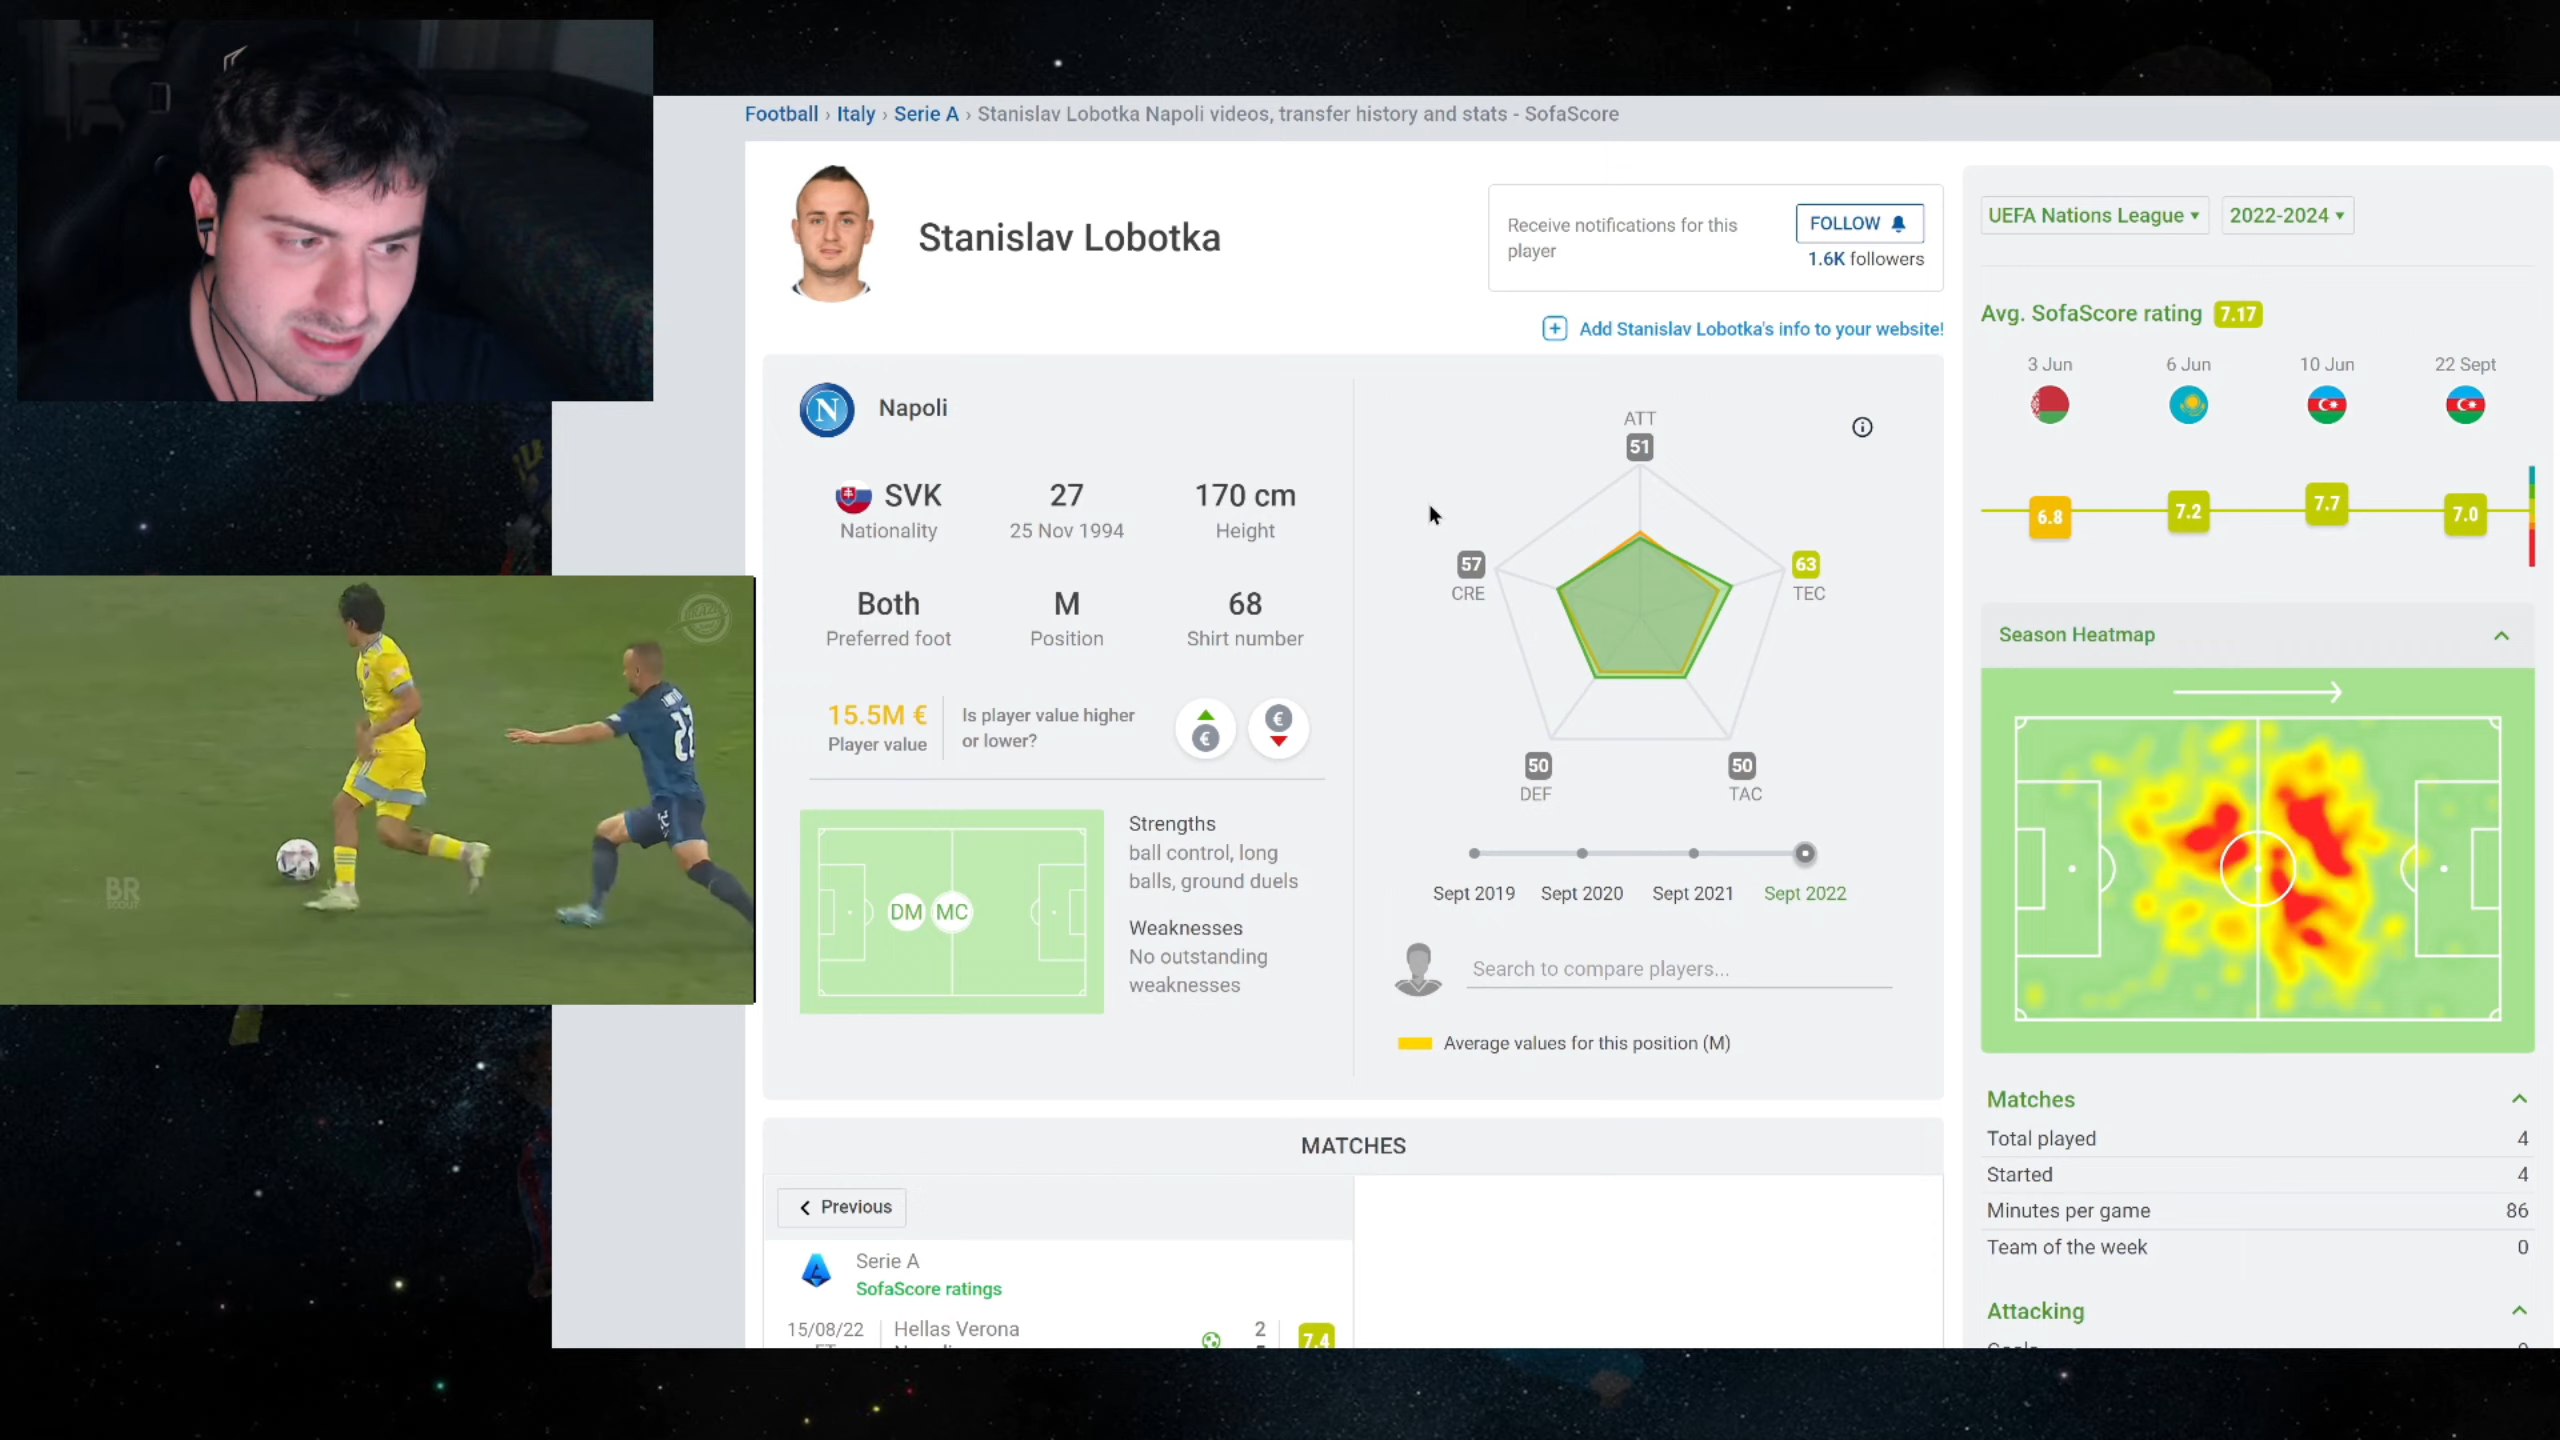 Football › Italy › Serie A › Stanislav Lobotka Napoli videos, transfer history and stats - SofaScore
Stanislav Lobotka
Receive notifications for this
player
FOLLOW
1.6K followers
Add Stanislav Lobotka's info to your website!
N
Napoli
SVK
Nationality
27
25 Nov 1994
170 cm
Height
Both
Preferred foot
M
Position
68
Shirt number
15.5M €
Player value
Is player value higher
or lower?
€
€
DM
MC
Strengths
ball control, long
balls, ground duels
Weaknesses
No outstanding
weaknesses
ATT
51
57
CRE
63
TEC
50
DEF
50
TAC
Sept 2019
Sept 2020
Sept 2021
Sept 2022
Search to compare players...
Average values for this position (M)
MATCHES
Previous
Serie A
SofaScore ratings
15/08/22
Hellas Verona
2
7.4
UEFA Nations League
2022-2024
Avg. SofaScore rating 7.17
3 Jun
6 Jun
10 Jun
22 Sept
6.8
7.2
7.7
7.0
Season Heatmap
Matches
Total played 4
Started 4
Minutes per game 86
Team of the week 0
Attacking
BR
SCOUT
22